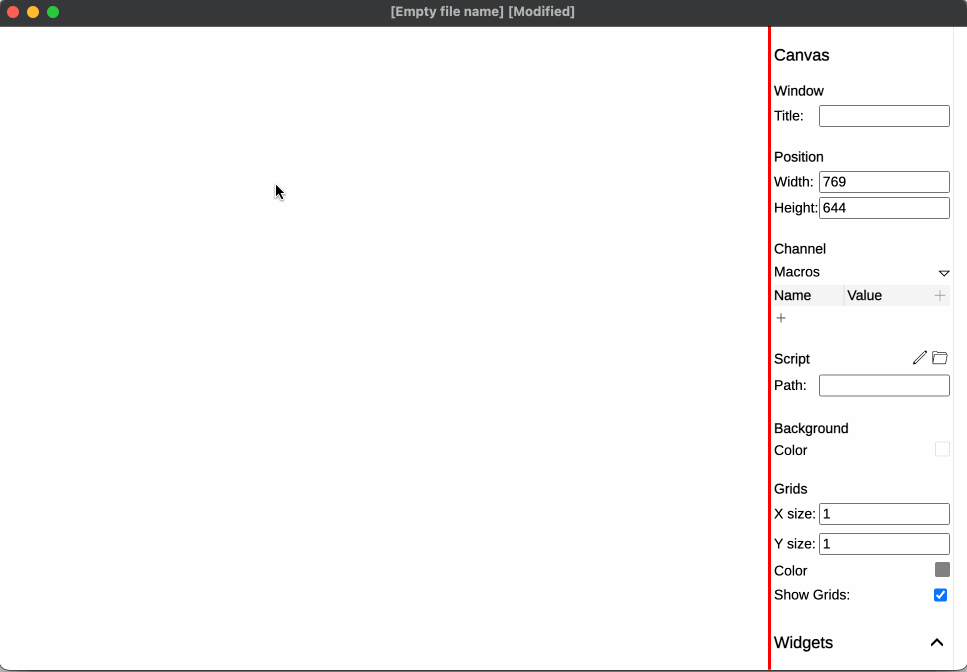 [Empty file name] [Modified]
Canvas
Window
Title:
Position
Width: 769
Height: 644
Channel
Macros
Name Value
Script
Path:
Background
Color
Grids
X size: 1
Y size: 1
Color
Show Grids:
Widgets